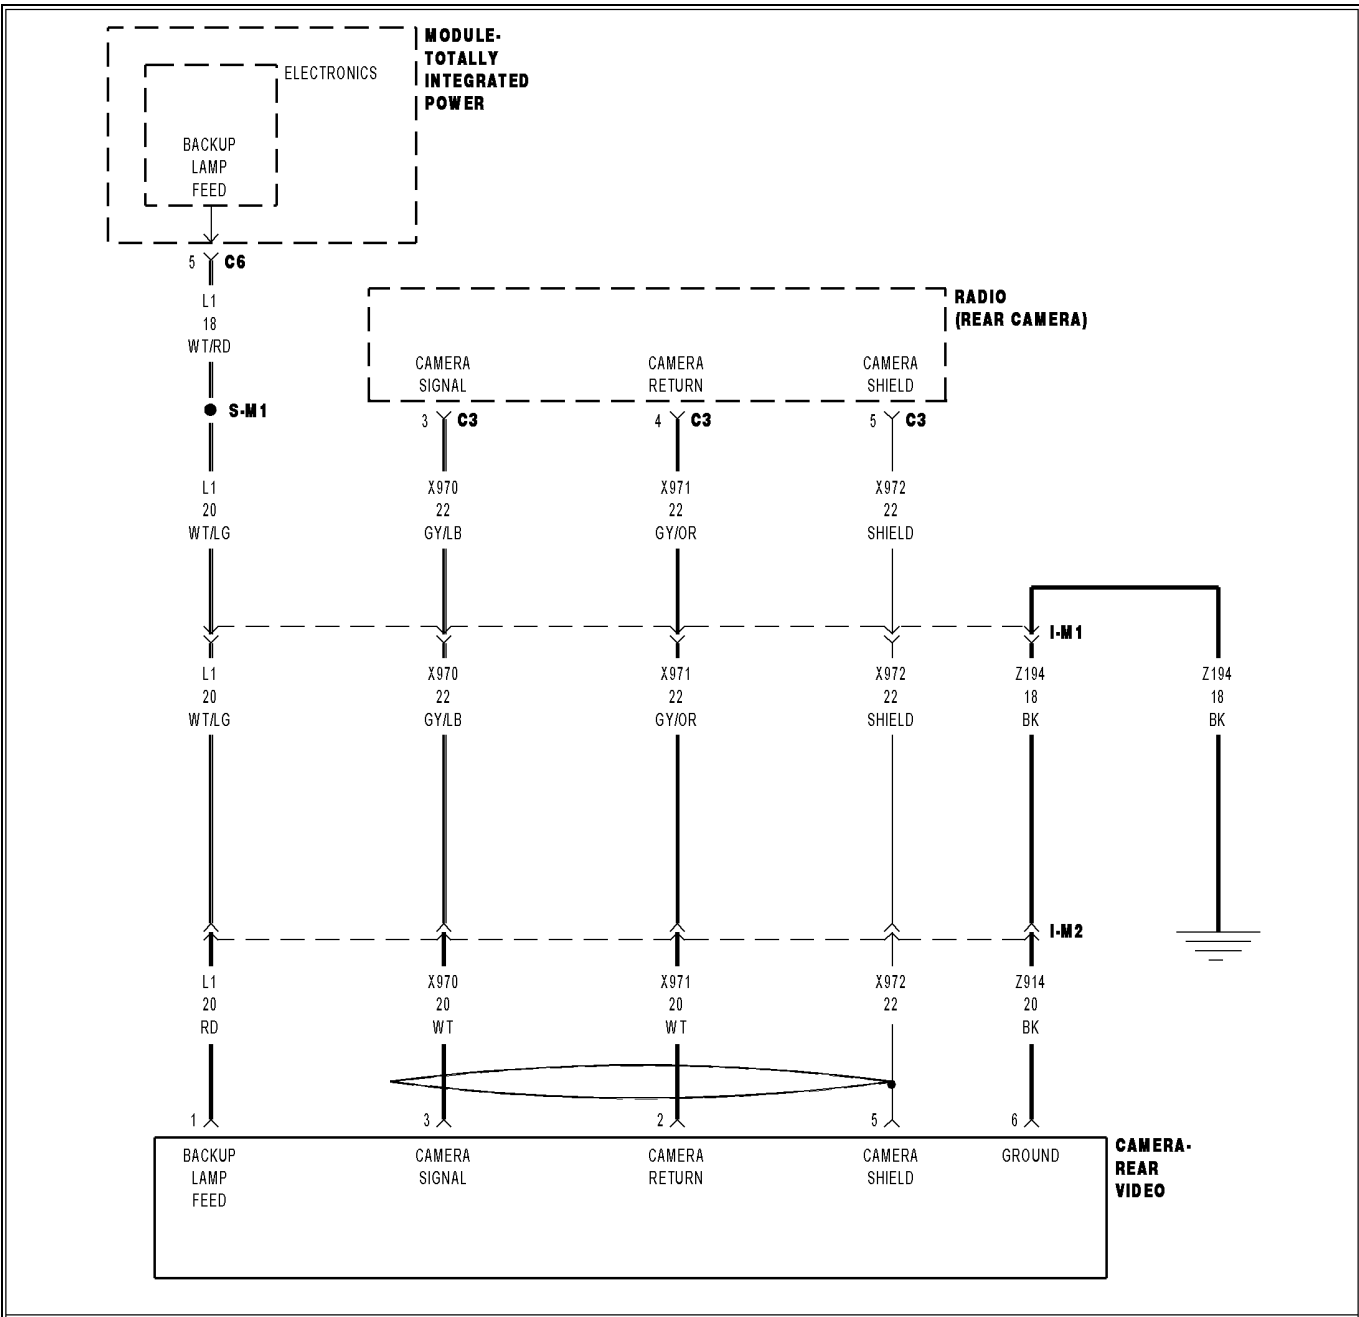 MODULE-
TOTALLY
INTEGRATED
POWER
ELECTRONICS
BACKUP
LAMP
FEED
5 C6
L1
18
WT/RD
S-M1
RADIO
(REAR CAMERA)
CAMERA
SIGNAL
CAMERA
RETURN
CAMERA
SHIELD
3 C3 4 C3 5 C3
L1 X970 X971 X972
20 22 22 22
WT/LG GY/LB GY/OR SHIELD
I-M1
L1 X970 X971 X972 Z194 Z194
20 22 22 22 18 18
WT/LG GY/LB GY/OR SHIELD BK BK
I-M2
L1 X970 X971 X972 Z914
20 20 20 22 20
RD WT WT BK
1 3 2 5 6
BACKUP
LAMP
FEED
CAMERA
SIGNAL
CAMERA
RETURN
CAMERA
SHIELD
GROUND
CAMERA-
REAR
VIDEO